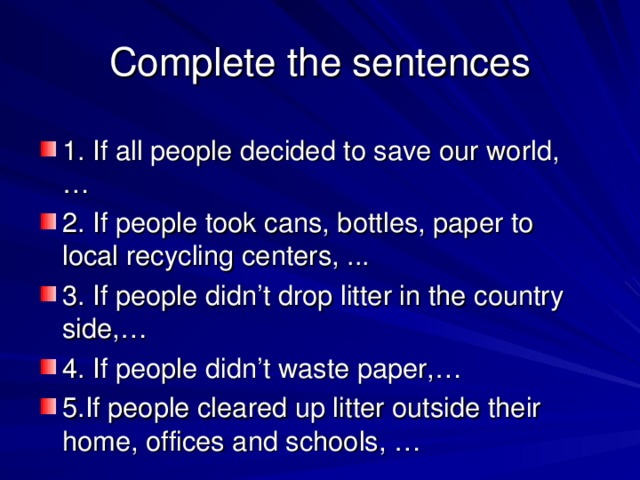 Complete the sentences
1. If all people decided to save our world,
…
2. If people took cans, bottles, paper to
local recycling centers, ...
3. If people didn’t drop litter in the country
side,…
4. If people didn’t waste paper,…
5.If people cleared up litter outside their
home, offices and schools, …